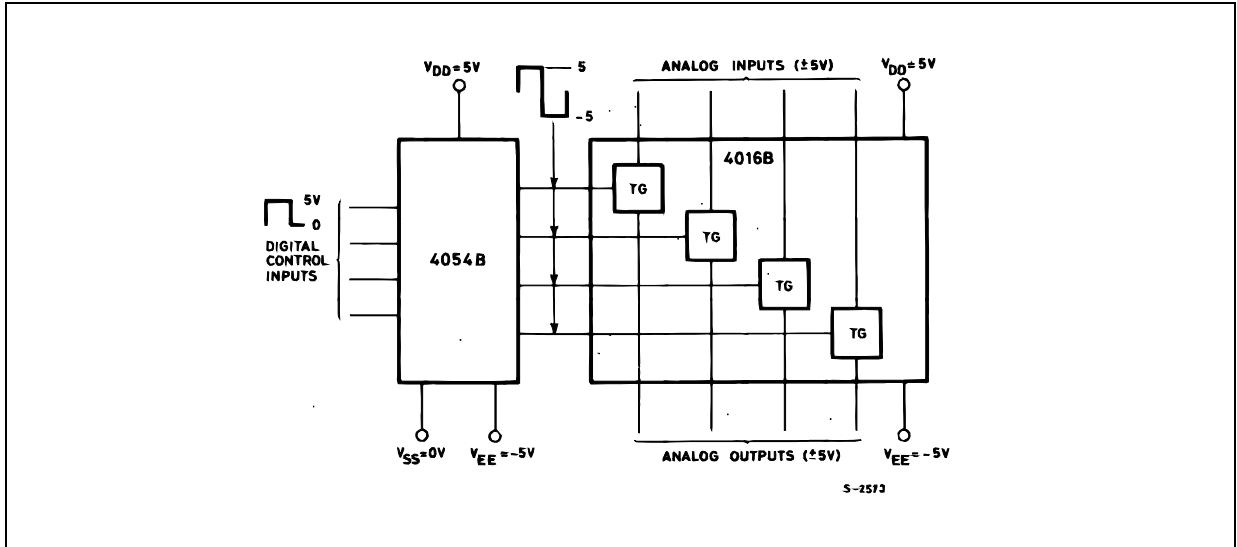 VDD=5V
5
-5
ANALOG INPUTS (±5V)
VDD=5V
4016B
TG
TG
TG
TG
5V
0
DIGITAL
CONTROL
INPUTS
4054B
VSS=0V
VEE=-5V
ANALOG OUTPUTS (±5V)
VEE=-5V
S-2573